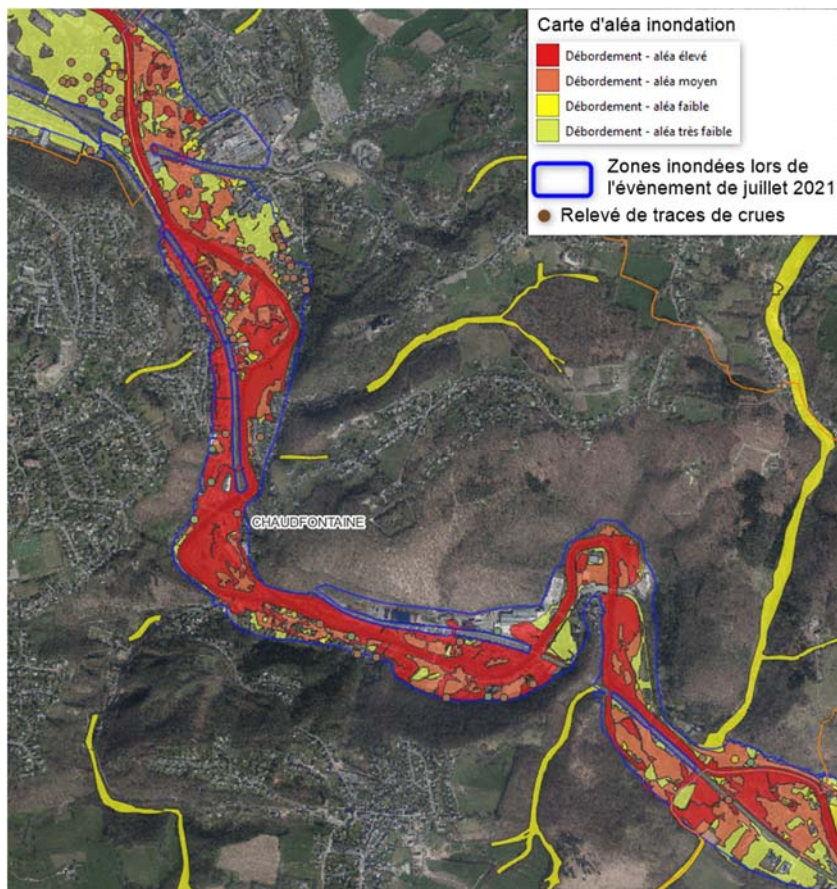 Carte d'aléa inondation
Débordement - aléa élevé
Débordement - aléa moyen
Débordement - aléa faible
Débordement - aléa très faible
Zones inondées lors de
l'évènement de juillet 2021
Relevé de traces de crues
CHAUDFONTAINE